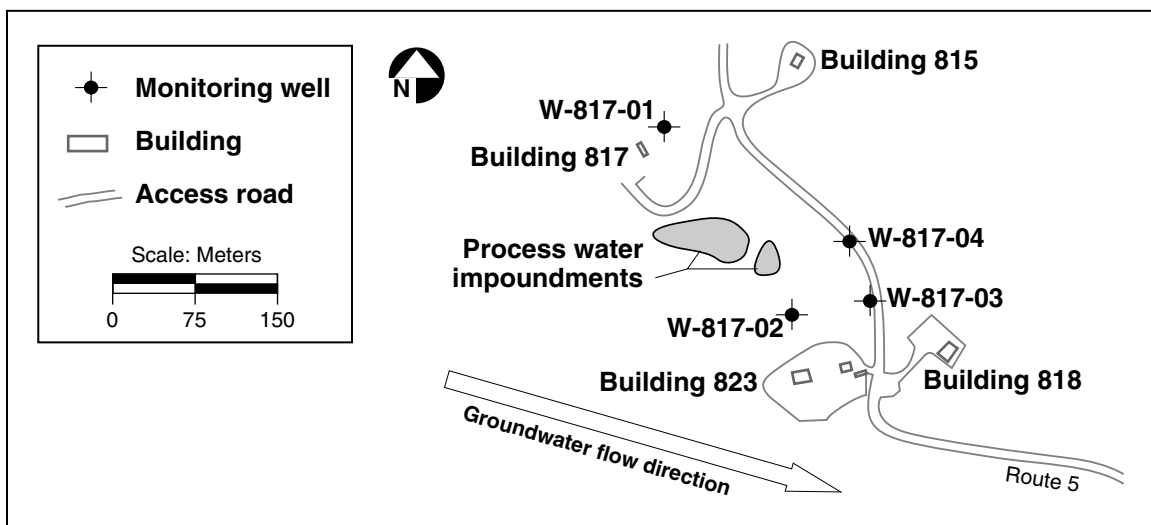 Monitoring well
Building
Access road
Scale: Meters
0 75 150
N
Building 815
W-817-01
Building 817
Process water
impoundments
W-817-04
W-817-03
W-817-02
Building 823
Building 818
Groundwater flow direction
Route 5